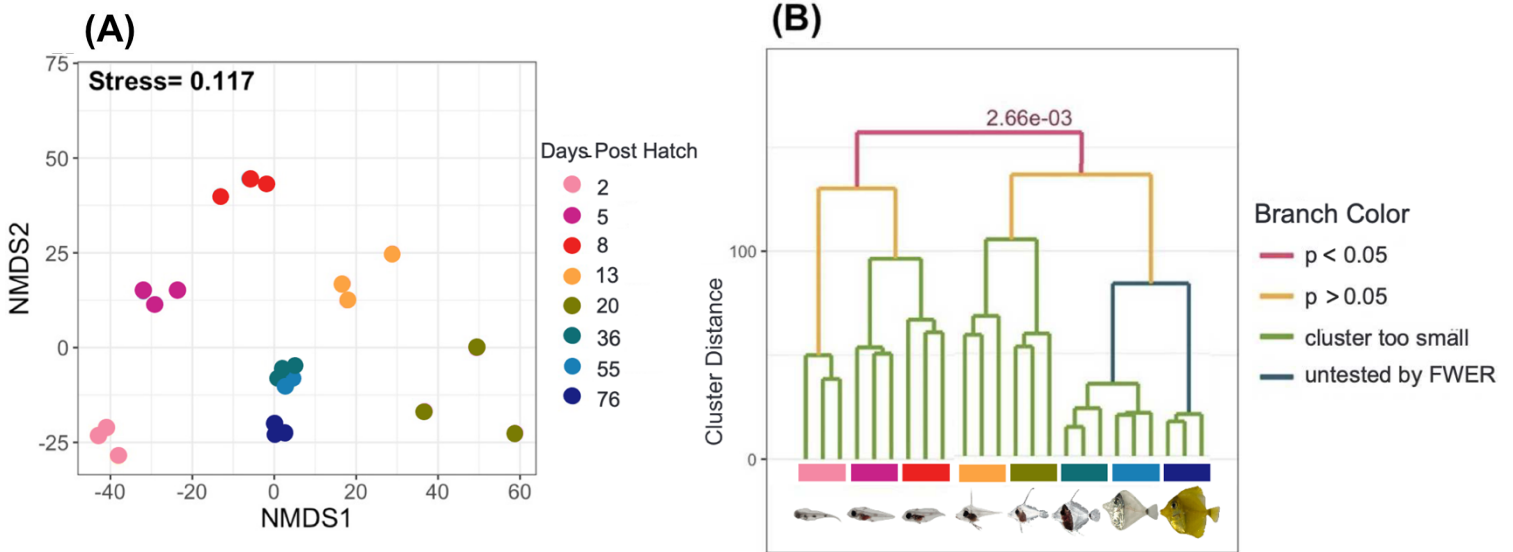 (A)
75
Stress= 0.117
50
25
0
-25
-40
-20
0
20
40
60
NMDS1
NMDS2
Days-Post Hatch
2
5
8
13
20
36
55
76
(B)
2.66e-03
100
0
Cluster Distance
Branch Color
p < 0.05
p > 0.05
cluster too small
untested by FWER